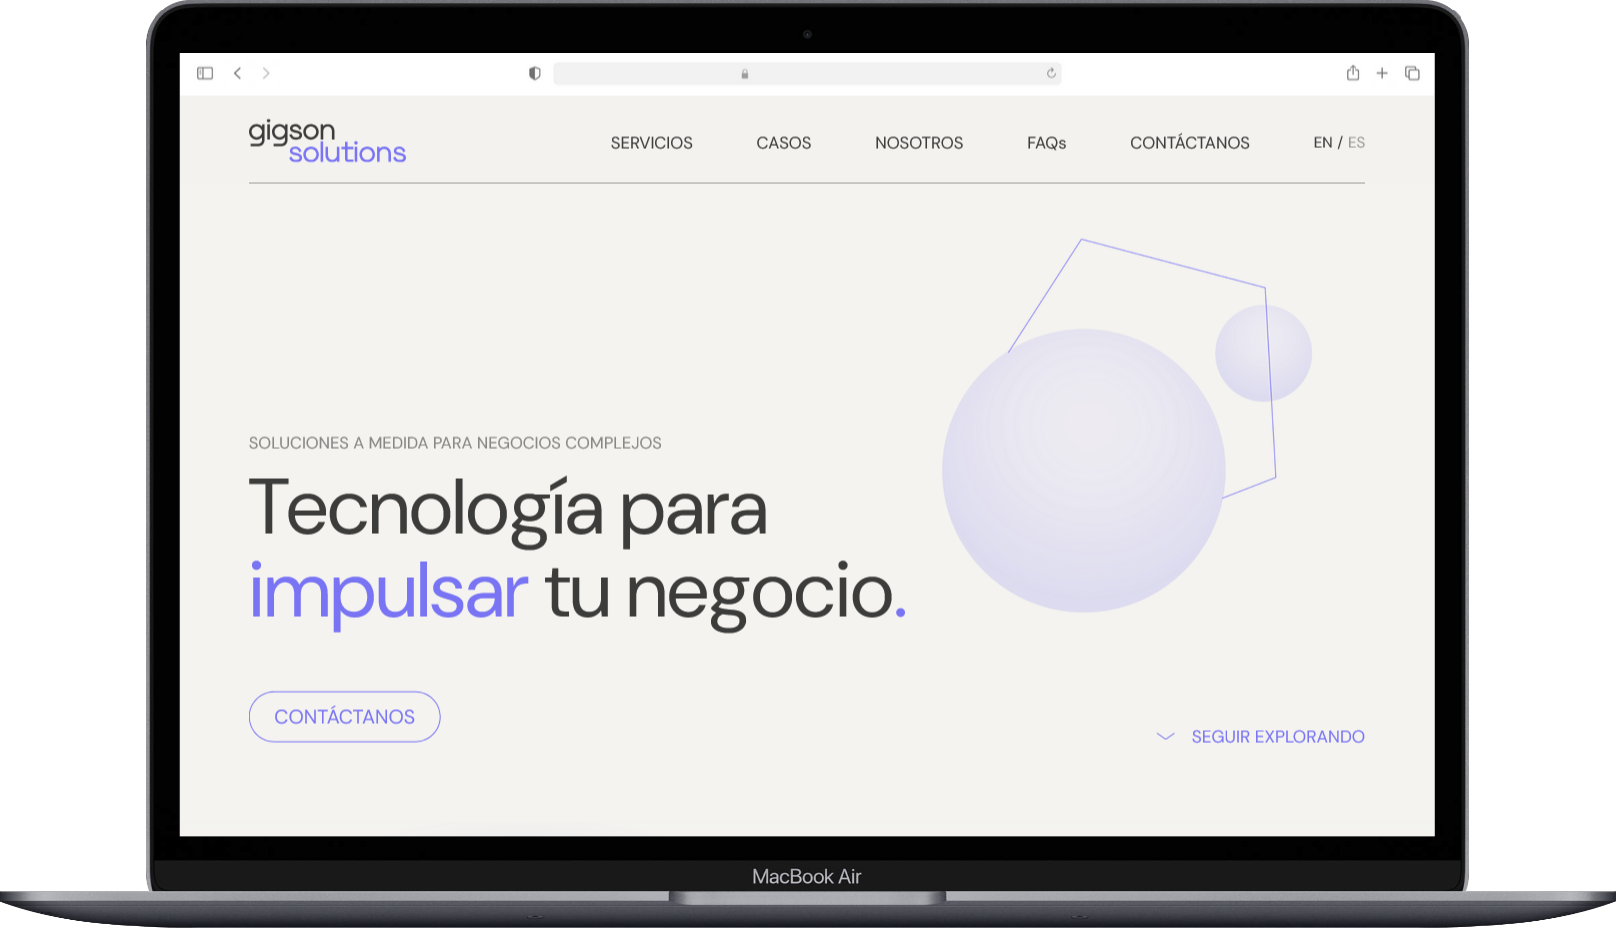 gigson
solutions
SERVICIOS
CASOS
NOSOTROS
FAQs
CONTÁCTANOS
EN / ES
SOLUCIONES A MEDIDA PARA NEGOCIOS COMPLEJOS
Tecnología para
impulsar tu negocio.
CONTÁCTANOS
SEGUIR EXPLORANDO
MacBook Air